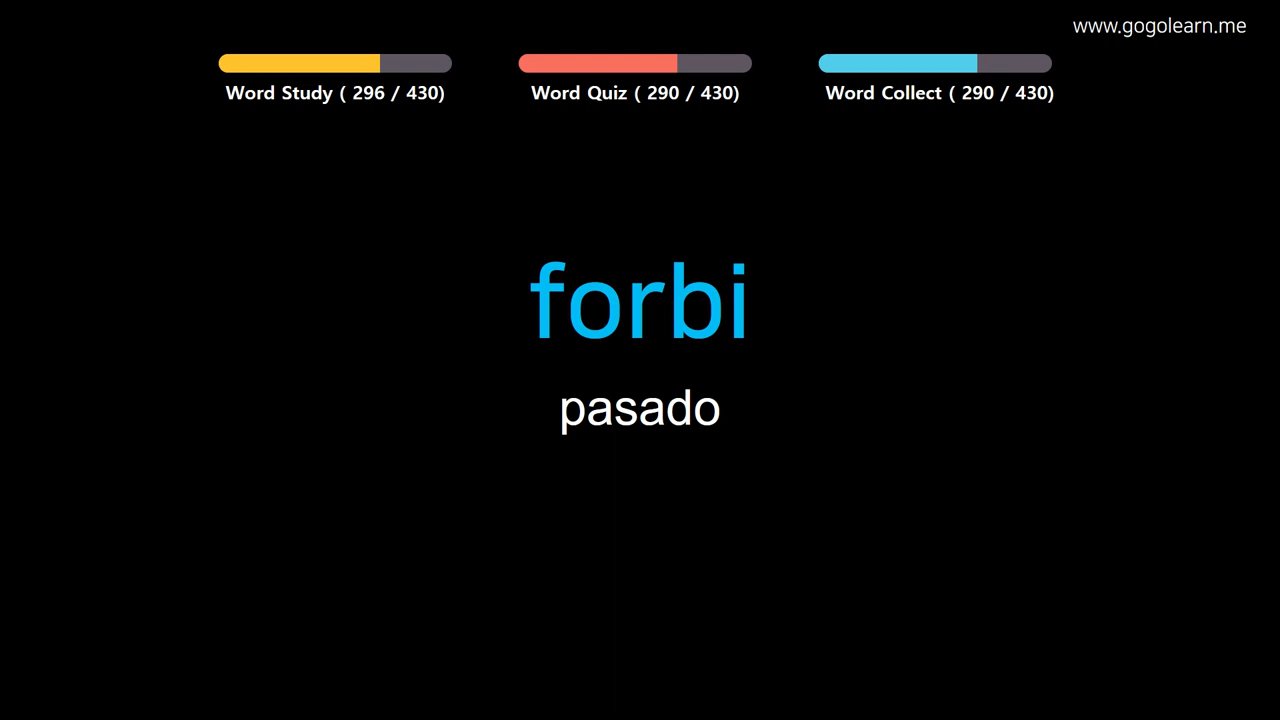 www.gogolearn.me
Word Study ( 296 / 430)
Word Quiz ( 290 / 430)
Word Collect ( 290 / 430)
forbi
pasado